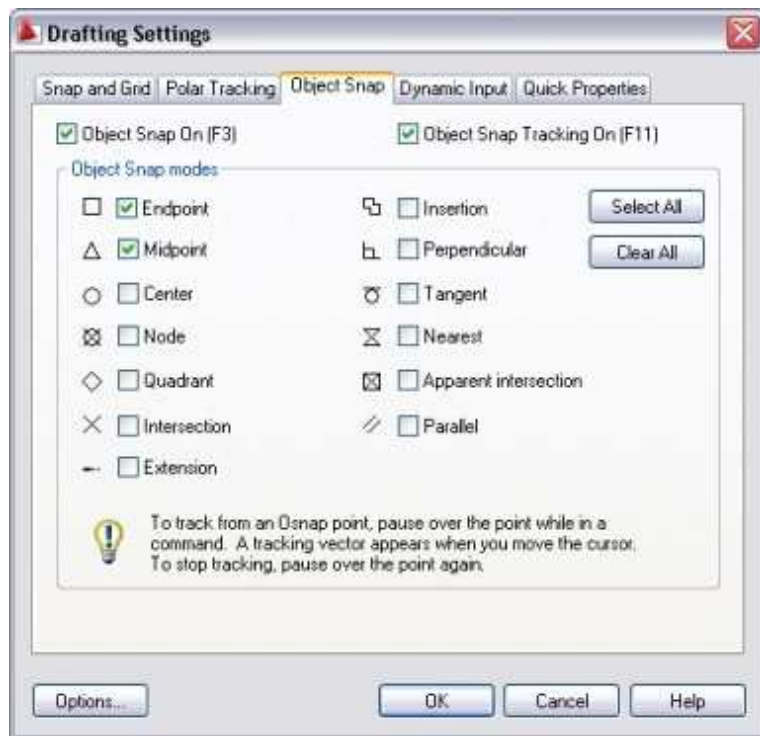 Drafting Settings
Snap and Grid Polar Tracking Object Snap Dynamic Input Quick Properties
Object Snap On (F3) Object Snap Tracking On (F11)
Object Snap modes
Endpoint Insertion Select All
Midpoint Perpendicular Clear All
Center Tangent
Node Nearest
Quadrant Apparent intersection
Intersection Parallel
Extension
To track from an Osnap point, pause over the point while in a
command. A tracking vector appears when you move the cursor.
To stop tracking, pause over the point again.
Options... OK Cancel Help